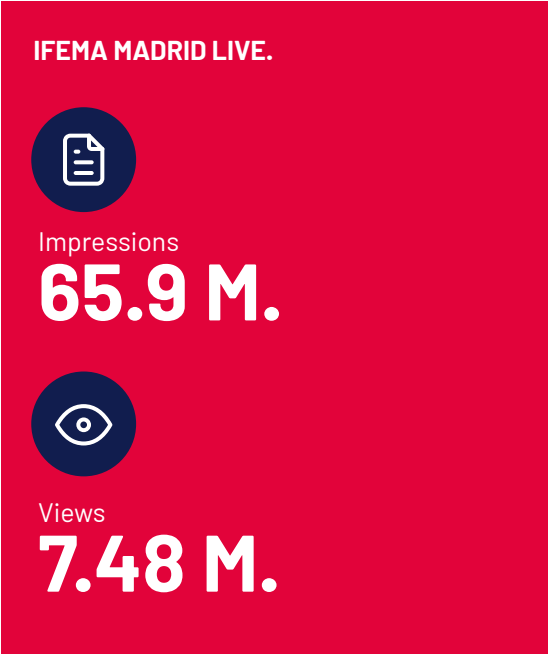 IFEMA MADRID LIVE.
Impressions
65.9 M.
Views
7.48 M.